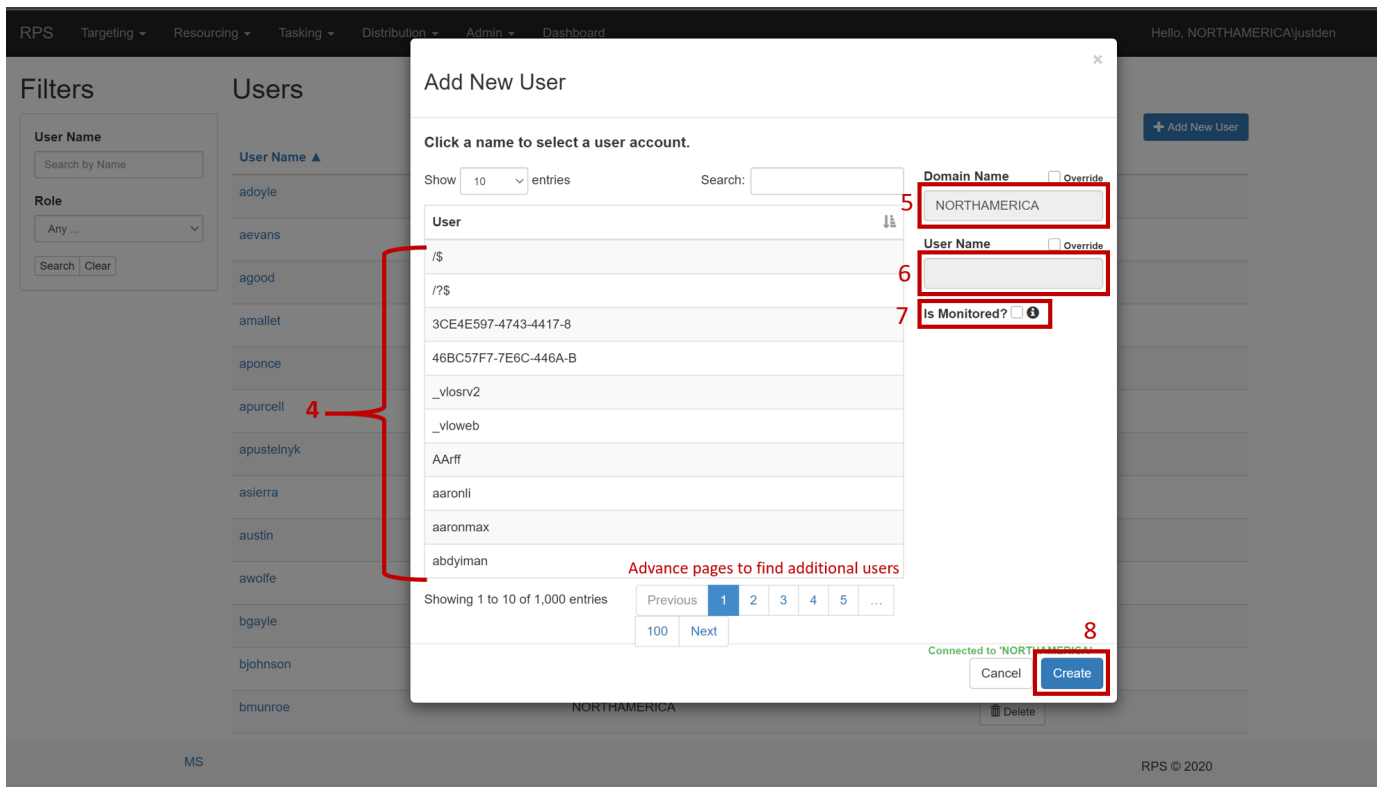 RPS Targeting Resourcing Tasking Distribution Admin Dashboard Hello, NORTHAMERICA\justden
Filters
User Name
Search by Name
Role
Any ...
Search Clear
Users
+ Add New User
User Name ▲
adoyle
aevans
agood
amallet
aponce
apurcell
apustelnyk
asierra
austin
awolfe
bgayle
bjohnson
bmunroe NORTHAMERICA Delete
×
Add New User
Click a name to select a user account.
Show 10 entries Search:
User
4
/$
/?$
3CE4E597-4743-4417-8
46BC57F7-7E6C-446A-B
_vlosrv2
_vloweb
AArff
aaronli
aaronmax
abdyiman
Advance pages to find additional users
Showing 1 to 10 of 1,000 entries
Previous 1 2 3 4 5 ...
100 Next
Domain Name Override
5 NORTHAMERICA
User Name Override
6
7 Is Monitored?
8
Connected to 'NORTHAMERICA'
Cancel Create
MS RPS © 2020